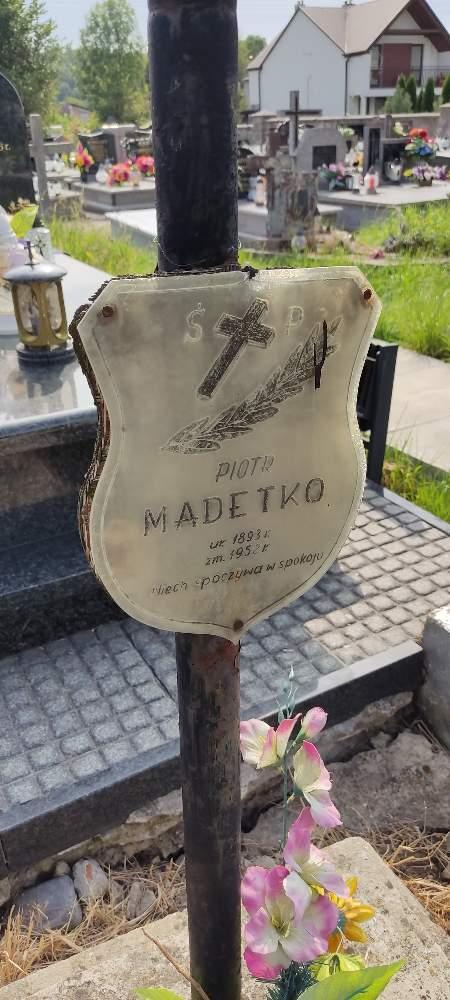 Ś P
PIOTR
MADETKO
ur. 1893 r.
zm. 1952 r.
Niech spoczywa w spokoju